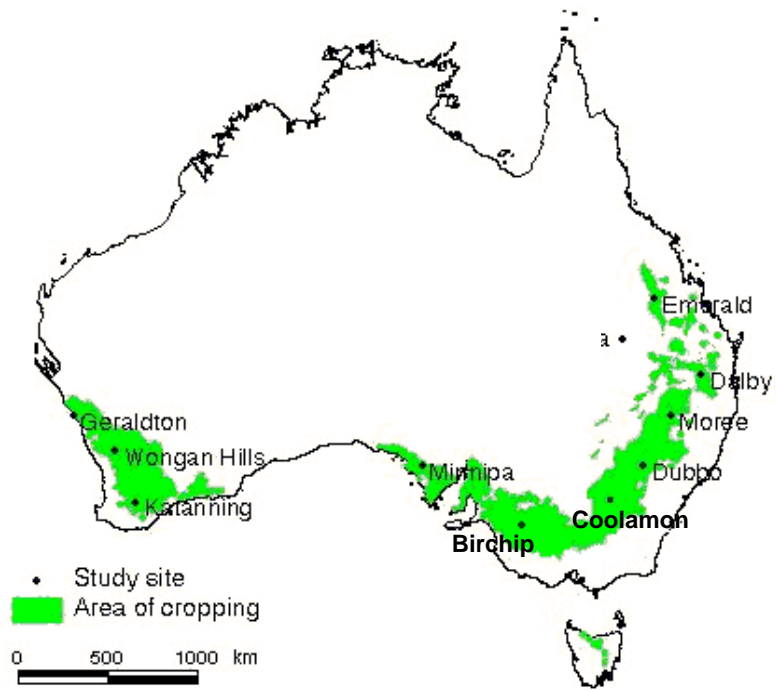 Emerald
a
Dalby
Geraldton
Moree
Wongan Hills
Minnipa
Dubbo
Katanning
Coolamon
Birchip
Study site
Area of cropping
0 500 1000 km